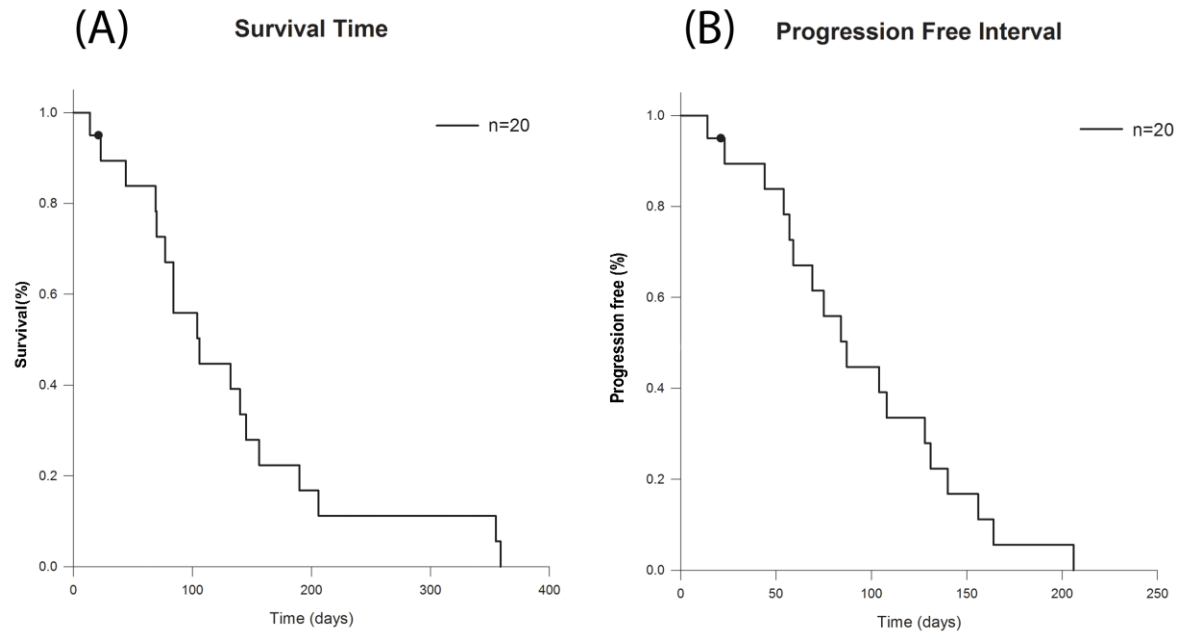 (A) Survival Time
n=20
1.0
0.8
0.6
0.4
0.2
0.0
Survival(%)
0 100 200 300 400
Time (days)
(B) Progression Free Interval
n=20
1.0
0.8
0.6
0.4
0.2
0.0
Progression free (%)
0 50 100 150 200 250
Time (days)